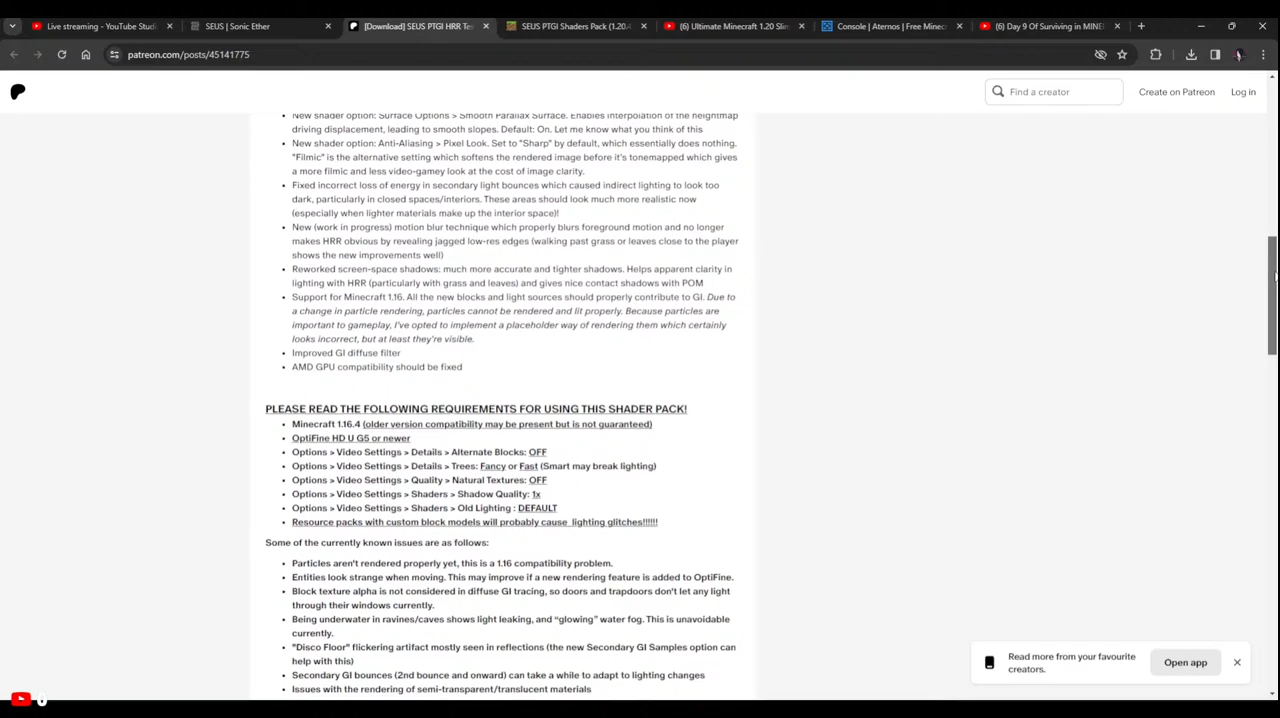 Live streaming - YouTube Studi
SEUS | Sonic Ether
[Download] SEUS PTGI HRR Tes
SEUS PTGI Shaders Pack (1.20.4
(6) Ultimate Minecraft 1.20 Slim
Console | Aternos | Free Minecr
(6) Day 9 Of Surviving in MINE
patreon.com/posts/45141775
Find a creator
Create on Patreon
Log in
New shader option: Surface Options > Smooth Parallax Surface. Enables interpolation of the heightmap
driving displacement, leading to smooth slopes. Default: On. Let me know what you think of this
New shader option: Anti-Aliasing > Pixel Look. Set to "Sharp" by default, which essentially does nothing.
"Filmic" is the alternative setting which softens the rendered image before it's tonemapped which gives
a more filmic and less video-gamey look at the cost of image clarity.
Fixed incorrect loss of energy in secondary light bounces which caused indirect lighting to look too
dark, particularly in closed spaces/interiors. These areas should look much more realistic now
(especially when lighter materials make up the interior space)!
New (work in progress) motion blur technique which properly blurs foreground motion and no longer
makes HRR obvious by revealing jagged low-res edges (walking past grass or leaves close to the player
shows the new improvements well)
Reworked screen-space shadows: much more accurate and tighter shadows. Helps apparent clarity in
lighting with HRR (particularly with grass and leaves) and gives nice contact shadows with POM
Support for Minecraft 1.16. All the new blocks and light sources should properly contribute to GI. Due to
a change in particle rendering, particles cannot be rendered and lit properly. Because particles are
important to gameplay, I've opted to implement a placeholder way of rendering them which certainly
looks incorrect, but at least they're visible.
Improved GI diffuse filter
AMD GPU compatibility should be fixed
PLEASE READ THE FOLLOWING REQUIREMENTS FOR USING THIS SHADER PACK!
Minecraft 1.16.4 (older version compatibility may be present but is not guaranteed)
OptiFine HD U G5 or newer
Options > Video Settings > Details > Alternate Blocks: OFF
Options > Video Settings > Details > Trees: Fancy or Fast (Smart may break lighting)
Options > Video Settings > Quality > Natural Textures: OFF
Options > Video Settings > Shaders > Shadow Quality: 1x
Options > Video Settings > Shaders > Old Lighting : DEFAULT
Resource packs with custom block models will probably cause lighting glitches!!!!!!
Some of the currently known issues are as follows:
Particles aren't rendered properly yet, this is a 1.16 compatibility problem.
Entities look strange when moving. This may improve if a new rendering feature is added to OptiFine.
Block texture alpha is not considered in diffuse GI tracing, so doors and trapdoors don't let any light
through their windows currently.
Being underwater in ravines/caves shows light leaking, and “glowing” water fog. This is unavoidable
currently.
"Disco Floor" flickering artifact mostly seen in reflections (the new Secondary GI Samples option can
help with this)
Secondary GI bounces (2nd bounce and onward) can take a while to adapt to lighting changes
Issues with the rendering of semi-transparent/translucent materials
Read more from your favourite
creators.
Open app